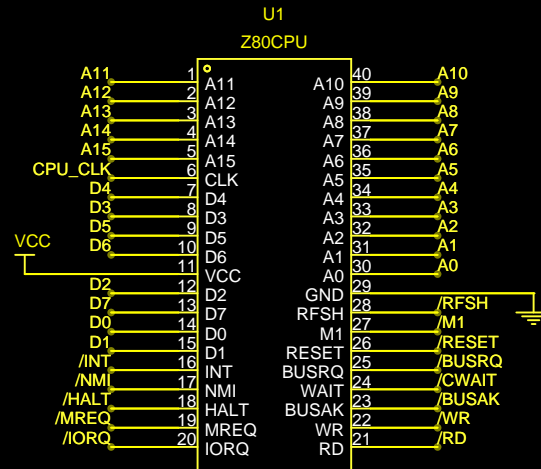 U1
Z80CPU
A11 1 A11 A10 40 A10
A12 2 A12 A9 39 A9
A13 3 A13 A8 38 A8
A14 4 A14 A7 37 A7
A15 5 A15 A6 36 A6
CPU_CLK 6 CLK A5 35 A5
D4 7 D4 A4 34 A4
D3 8 D3 A3 33 A3
D5 9 D5 A2 32 A2
D6 10 D6 A1 31 A1
VCC 11 VCC A0 30 A0
D2 12 D2 GND 29
D7 13 D7 RFSH 28 /RFSH
D0 14 D0 M1 27 /M1
D1 15 D1 RESET 26 /RESET
/INT 16 INT BUSRQ 25 /BUSRQ
/NMI 17 NMI WAIT 24 /CWAIT
/HALT 18 HALT BUSAK 23 /BUSAK
/MREQ 19 MREQ WR 22 /WR
/IORQ 20 IORQ RD 21 /RD